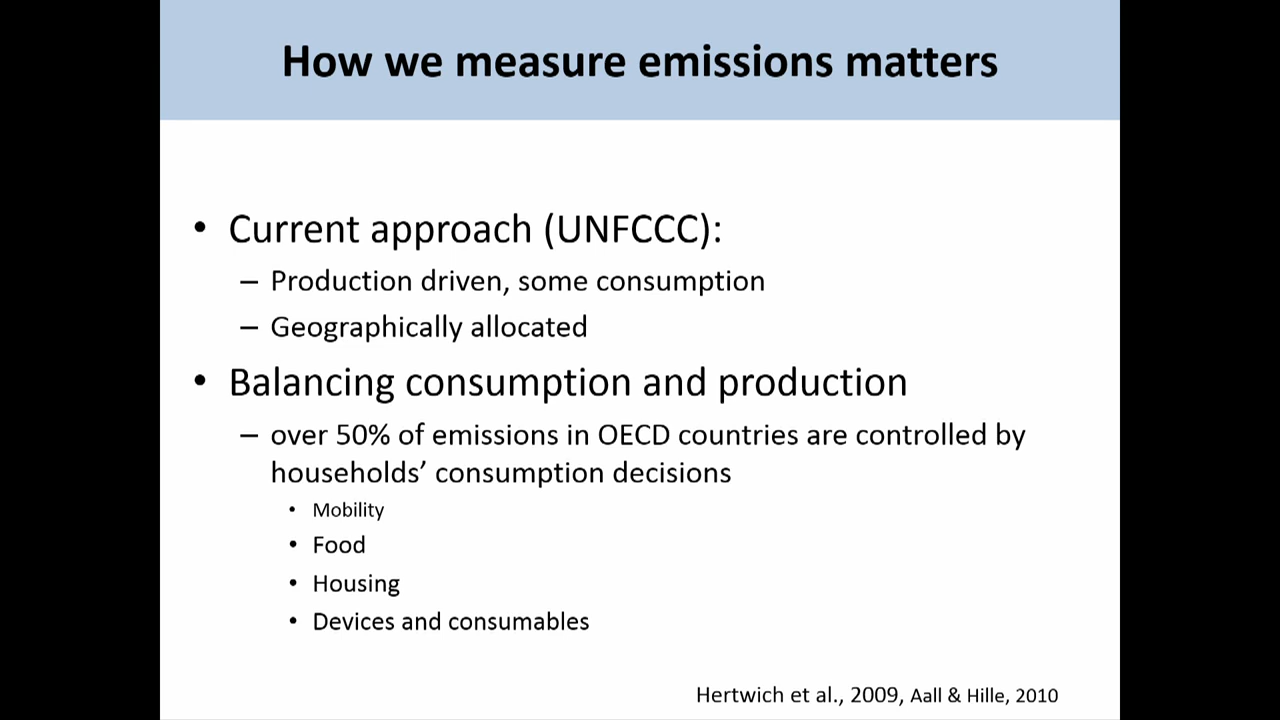 How we measure emissions matters
• Current approach (UNFCCC):
– Production driven, some consumption
– Geographically allocated
• Balancing consumption and production
– over 50% of emissions in OECD countries are controlled by
households’ consumption decisions
• Mobility
• Food
• Housing
• Devices and consumables
Hertwich et al., 2009, Aall & Hille, 2010